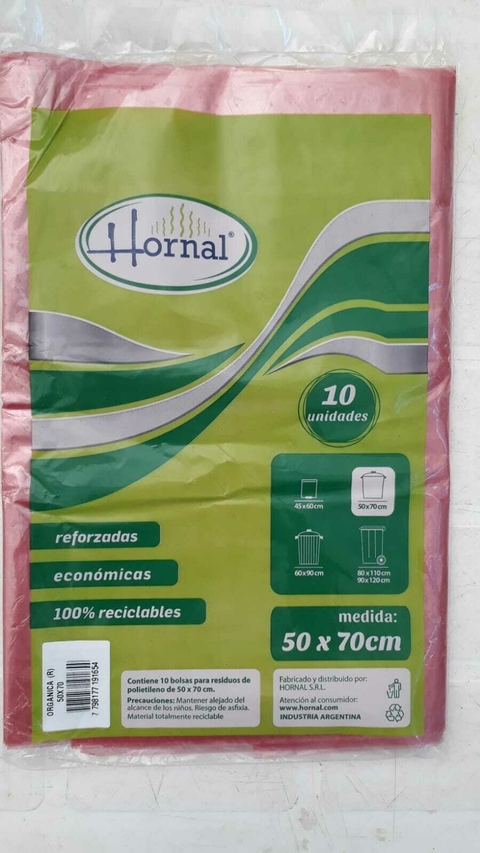 Hornal®
10
unidades
45x60cm
50x70cm
60x90cm
80x110cm
90x120cm
reforzadas
económicas
100% reciclables
medida:
50 x 70cm
ORGÁNICA (R)
50X70
7 798177 191654
Contiene 10 bolsas para residuos de
polietileno de 50 x 70 cm.
Precauciones: Mantener alejado del
alcance de los niños. Riesgo de asfixia.
Material totalmente reciclable
Fabricado y distribuido por:
HORNAL S.R.L.
Atención al consumidor:
www.hornal.com
INDUSTRIA ARGENTINA